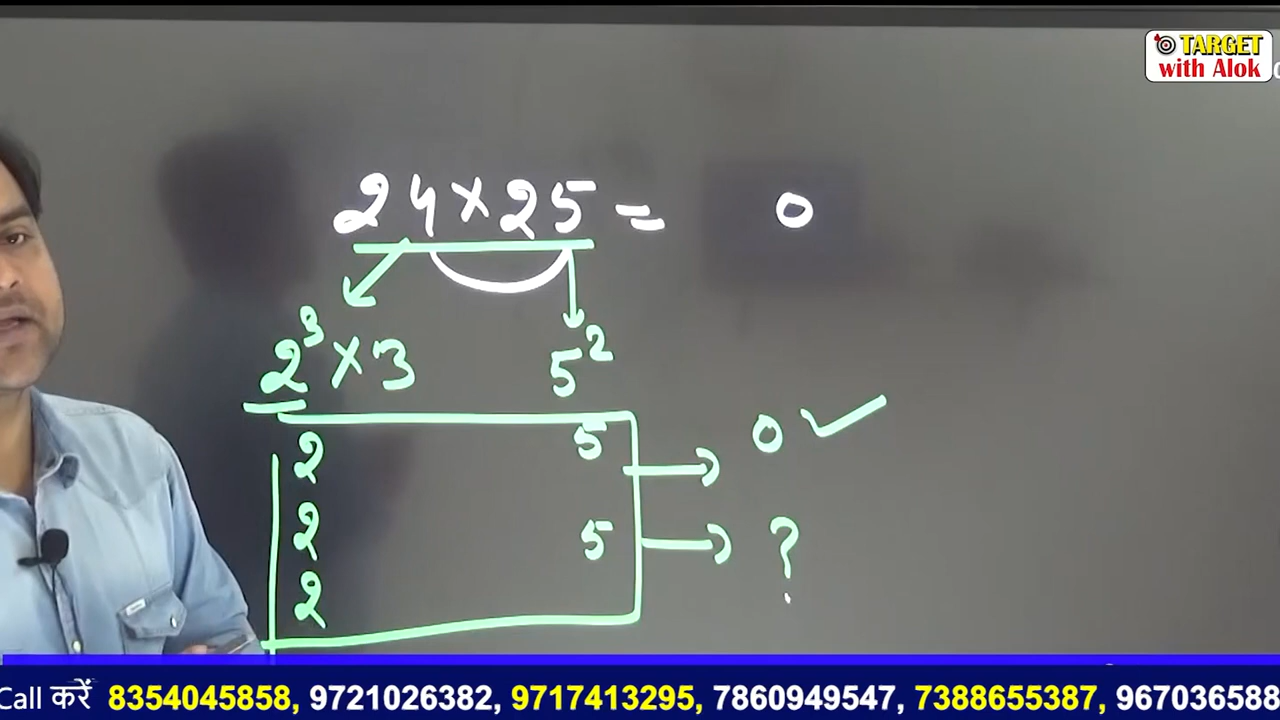 TARGET
with Alok
24×25= 0
2³×3 5²
2 5 → 0 ✓
2 5 → ?
2
Call करें 8354045858, 9721026382, 9717413295, 7860949547, 7388655387, 967036588